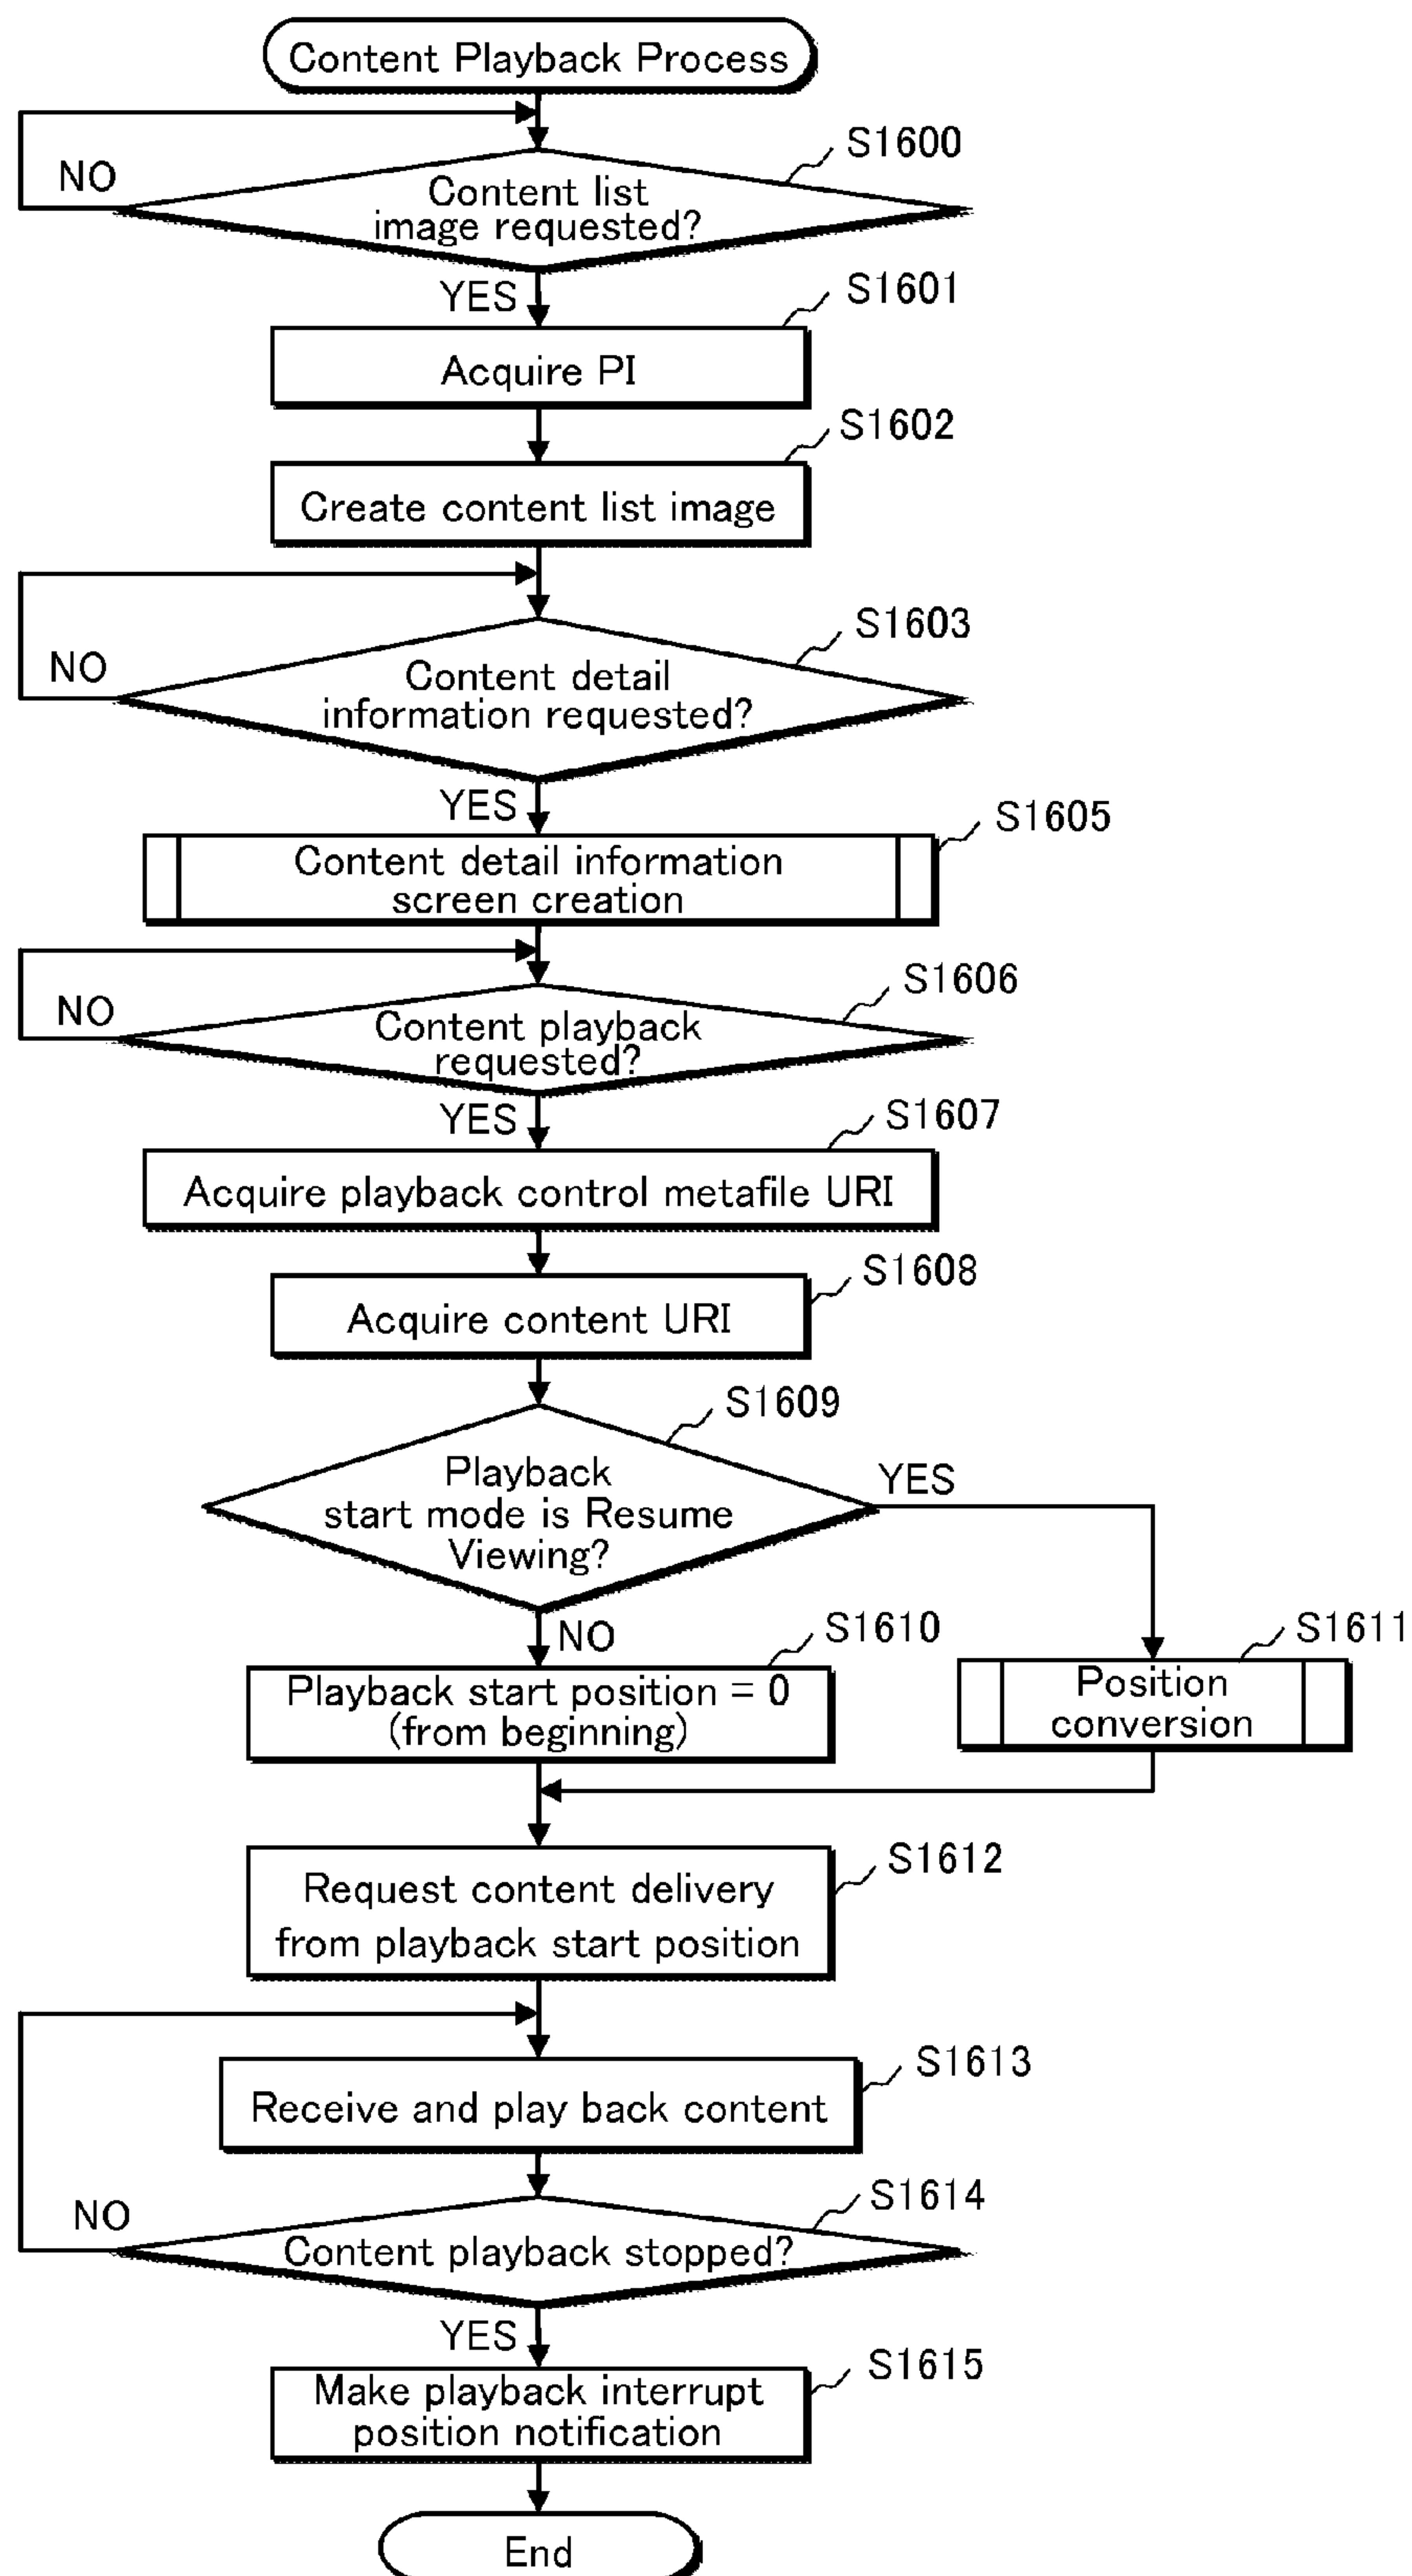 Content Playback Process
S1600
NO
Content list
image requested?
YES
S1601
Acquire PI
S1602
Create content list image
S1603
NO
Content detail
information requested?
YES
S1605
Content detail information
screen creation
S1606
NO
Content playback
requested?
YES
S1607
Acquire playback control metafile URI
S1608
Acquire content URI
S1609
Playback
start mode is Resume
Viewing?
YES
NO
S1610
S1611
Playback start position = 0
(from beginning)
Position
conversion
S1612
Request content delivery
from playback start position
S1613
Receive and play back content
S1614
NO
Content playback stopped?
YES
S1615
Make playback interrupt
position notification
End